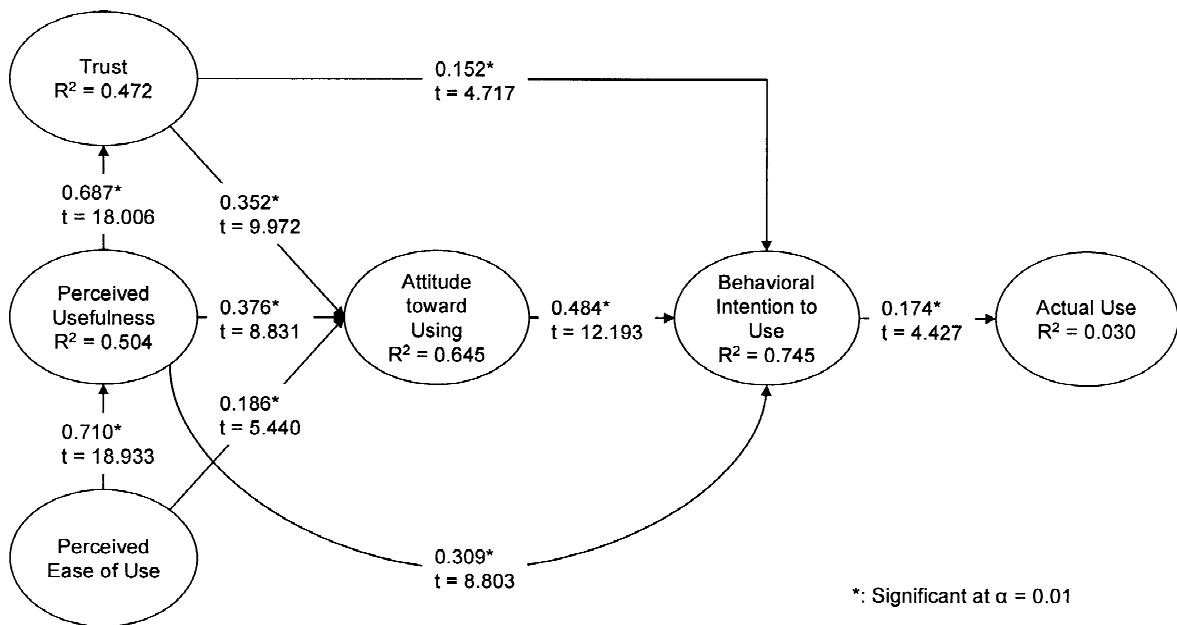 Trust
R² = 0.472
0.152*
t = 4.717
0.687*
t = 18.006
0.352*
t = 9.972
Perceived
Usefulness
R² = 0.504
0.376*
t = 8.831
Attitude
toward
Using
R² = 0.645
0.484*
t = 12.193
Behavioral
Intention to
Use
R² = 0.745
0.174*
t = 4.427
Actual Use
R² = 0.030
0.710*
t = 18.933
0.186*
t = 5.440
Perceived
Ease of Use
0.309*
t = 8.803
*: Significant at α = 0.01